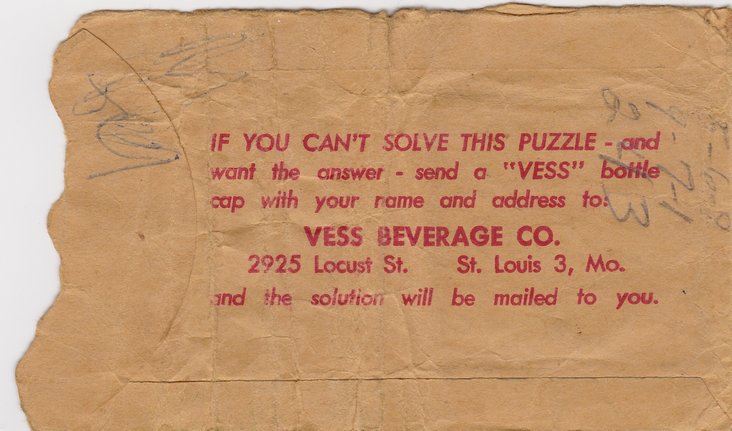 IF YOU CAN'T SOLVE THIS PUZZLE - and
want the answer - send a "VESS" bottle
cap with your name and address to:
VESS BEVERAGE CO.
2925 Locust St. St. Louis 3, Mo.
and the solution will be mailed to you.